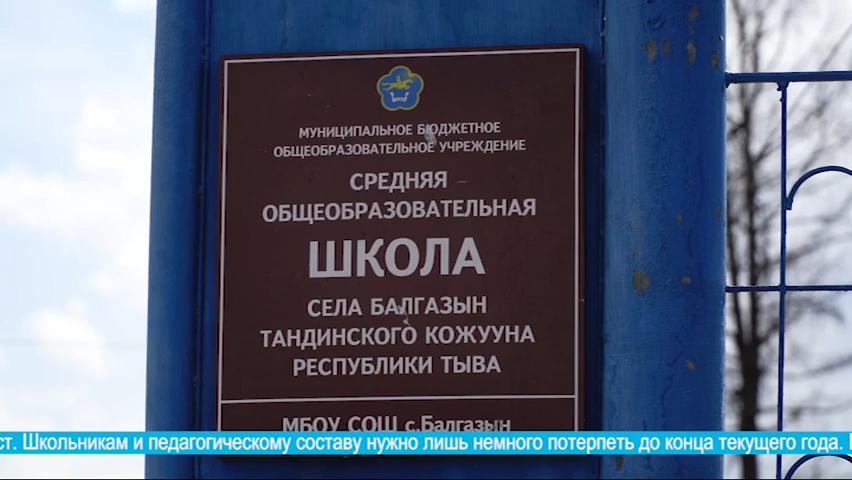 МУНИЦИПАЛЬНОЕ БЮДЖЕТНОЕ
ОБЩЕОБРАЗОВАТЕЛЬНОЕ УЧРЕЖДЕНИЕ
СРЕДНЯЯ
ОБЩЕОБРАЗОВАТЕЛЬНАЯ
ШКОЛА
СЕЛА БАЛГАЗЫН
ТАНДИНСКОГО КОЖУУНА
РЕСПУБЛИКИ ТЫВА
МБОУ СОШ с.Балгазын
ст. Школьникам и педагогическому составу нужно лишь немного потерпеть до конца текущего года.